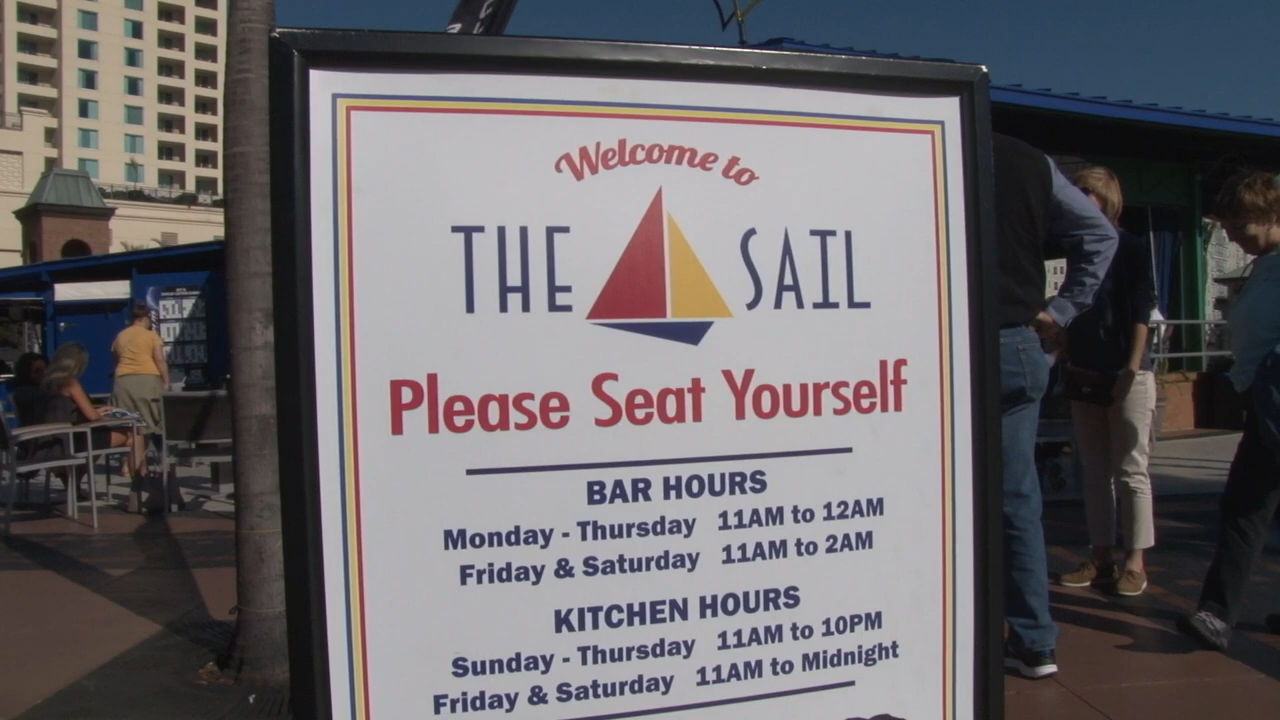 Welcome to
THE SAIL
Please Seat Yourself
BAR HOURS
Monday - Thursday 11AM to 12AM
Friday & Saturday 11AM to 2AM
KITCHEN HOURS
Sunday - Thursday 11AM to 10PM
Friday & Saturday 11AM to Midnight